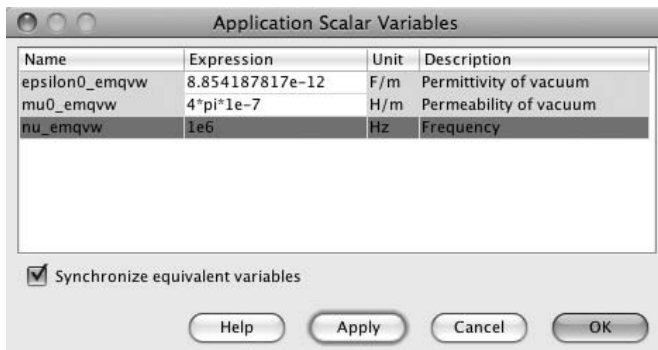 Application Scalar Variables
Name Expression Unit Description
epsilon0_emqvw 8.854187817e-12 F/m Permittivity of vacuum
mu0_emqvw 4*pi*1e-7 H/m Permeability of vacuum
nu_emqvw 1e6 Hz Frequency
Synchronize equivalent variables
Help Apply Cancel OK